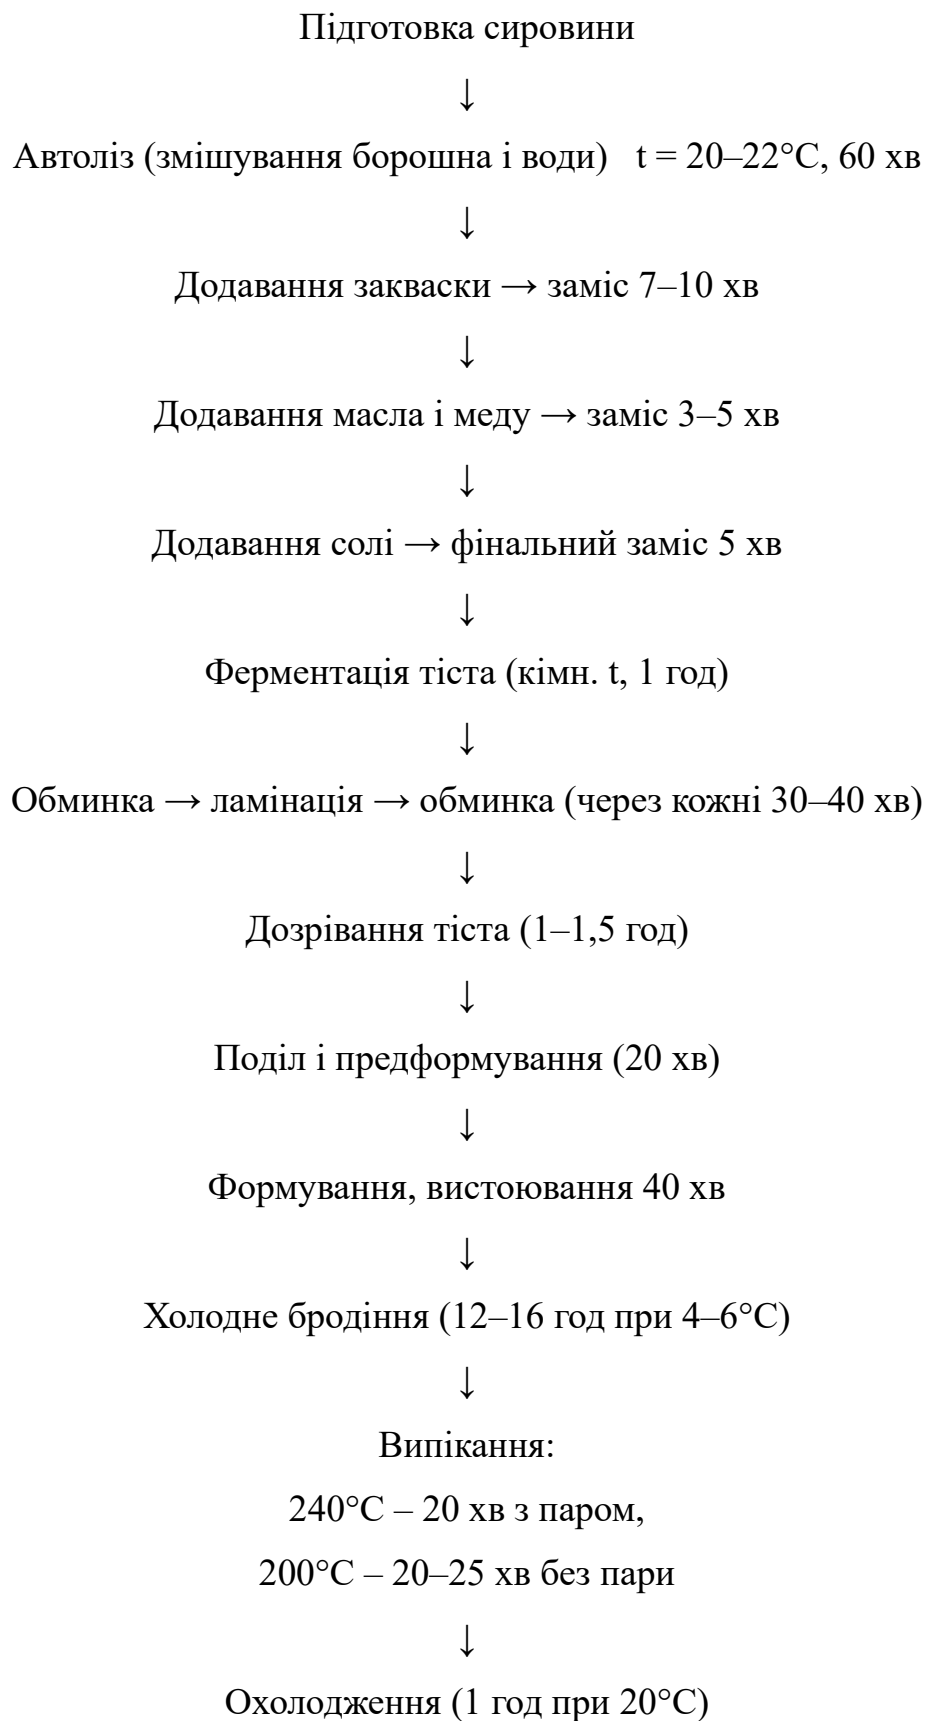 Підготовка сировини
↓
Автоліз (змішування борошна і води)   t = 20–22°C, 60 хв
↓
Додавання закваски → заміс 7–10 хв
↓
Додавання масла і меду → заміс 3–5 хв
↓
Додавання солі → фінальний заміс 5 хв
↓
Ферментація тіста (кімн. t, 1 год)
↓
Обминка → ламінація → обминка (через кожні 30–40 хв)
↓
Дозрівання тіста (1–1,5 год)
↓
Поділ і предформування (20 хв)
↓
Формування, вистоювання 40 хв
↓
Холодне бродіння (12–16 год при 4–6°C)
↓
Випікання:
240°C – 20 хв з паром,
200°C – 20–25 хв без пари
↓
Охолодження (1 год при 20°C)